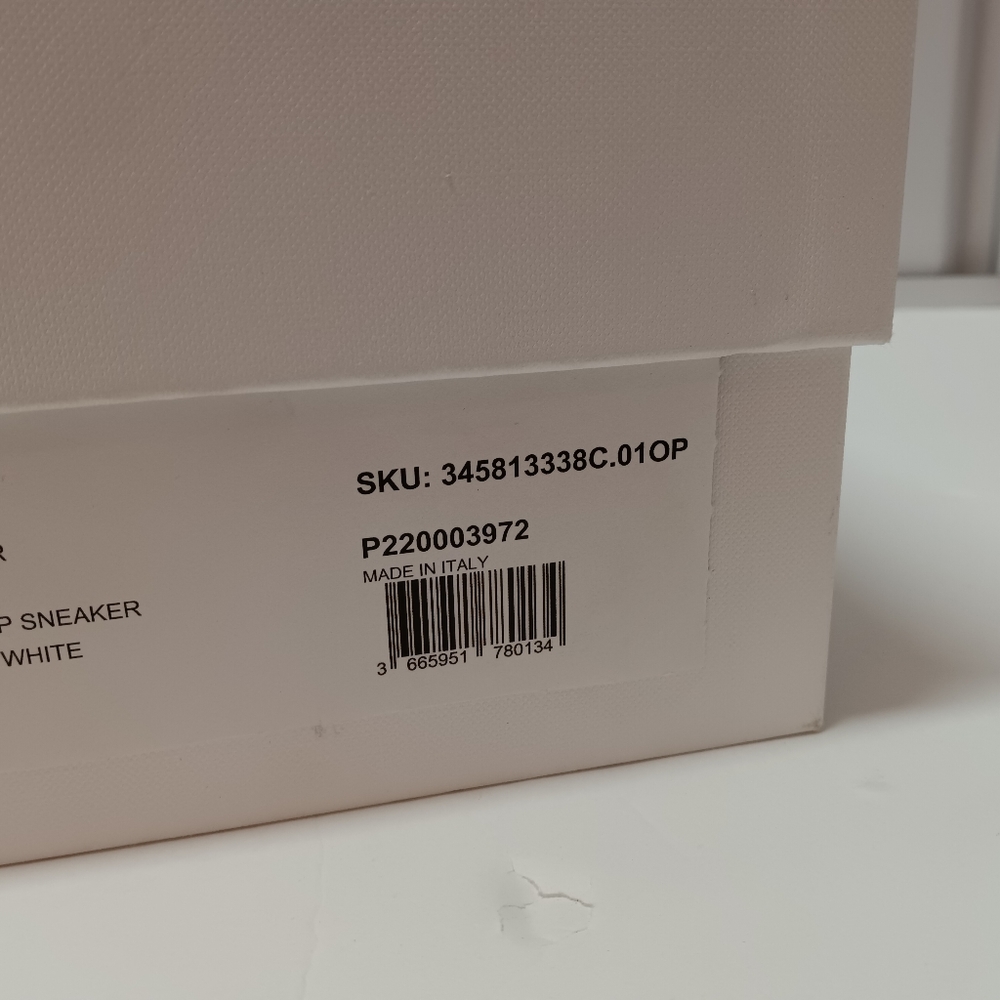 SKU: 345813338C.01OP
P220003972
MADE IN ITALY
3 665951 780134
SNEAKER
WHITE